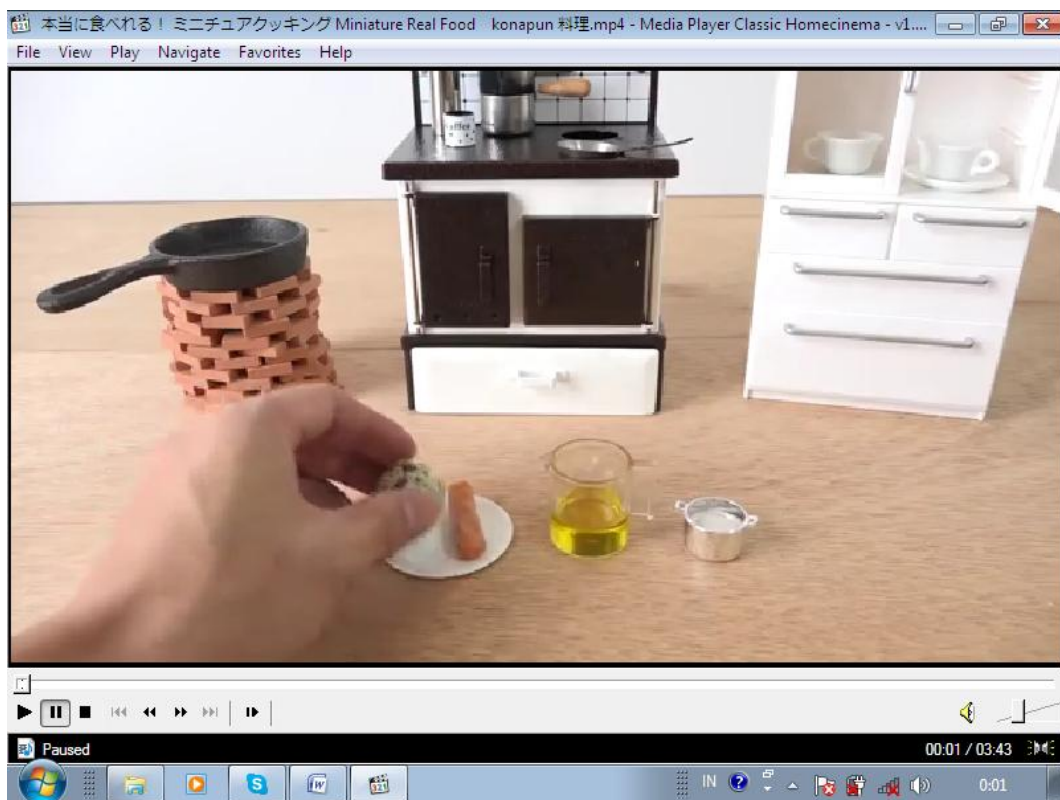 本当に食べれる! ミニチュアクッキング Miniature Real Food konapun 料理.mp4 - Media Player Classic Homecinema - v1....
File View Play Navigate Favorites Help
Paused
00:01 / 03:43
IN
0:01